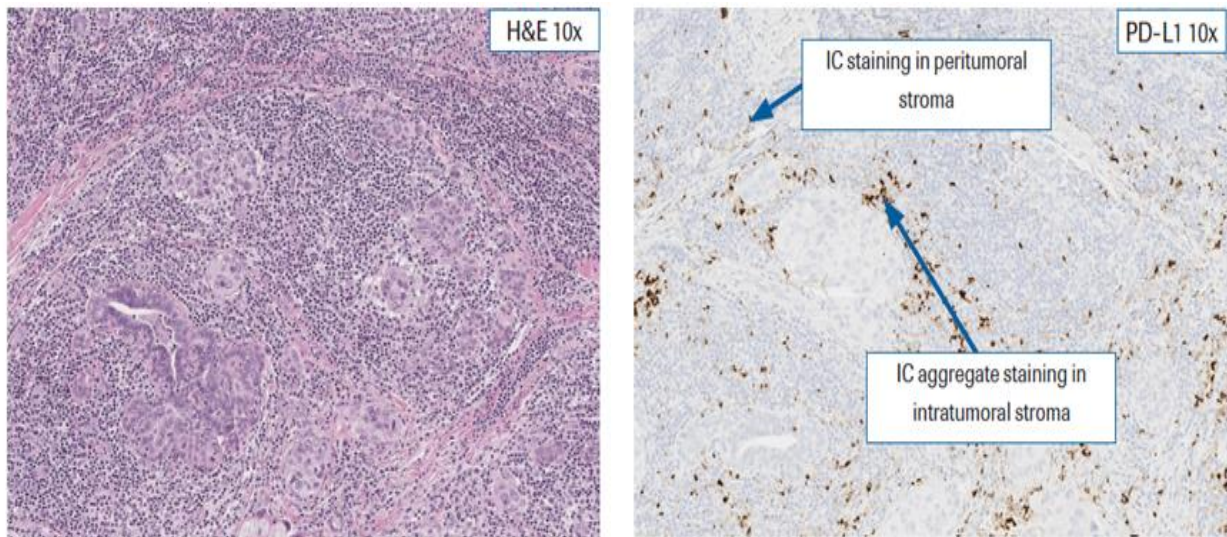 H&E 10x
PD-L1 10x
IC staining in peritumoral
stroma
IC aggregate staining in
intratumoral stroma